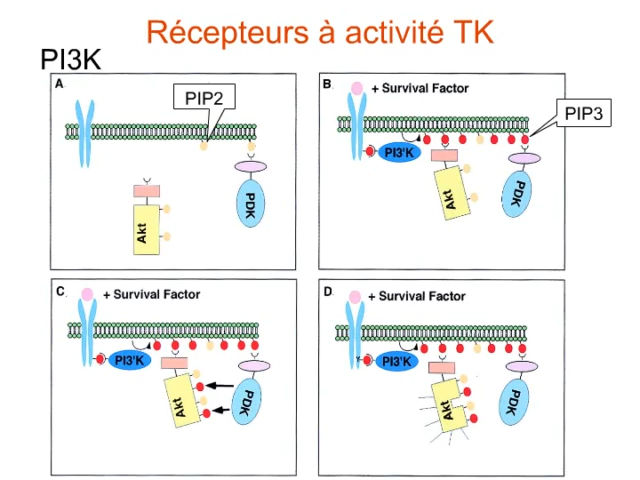 Récepteurs à activité TK
PI3K
A
PIP2
Akt
PDK
B
+ Survival Factor
PIP3
PI3'K
Akt
PDK
C
+ Survival Factor
PI3'K
Akt
PDK
D
+ Survival Factor
PI3'K
Akt
PDK